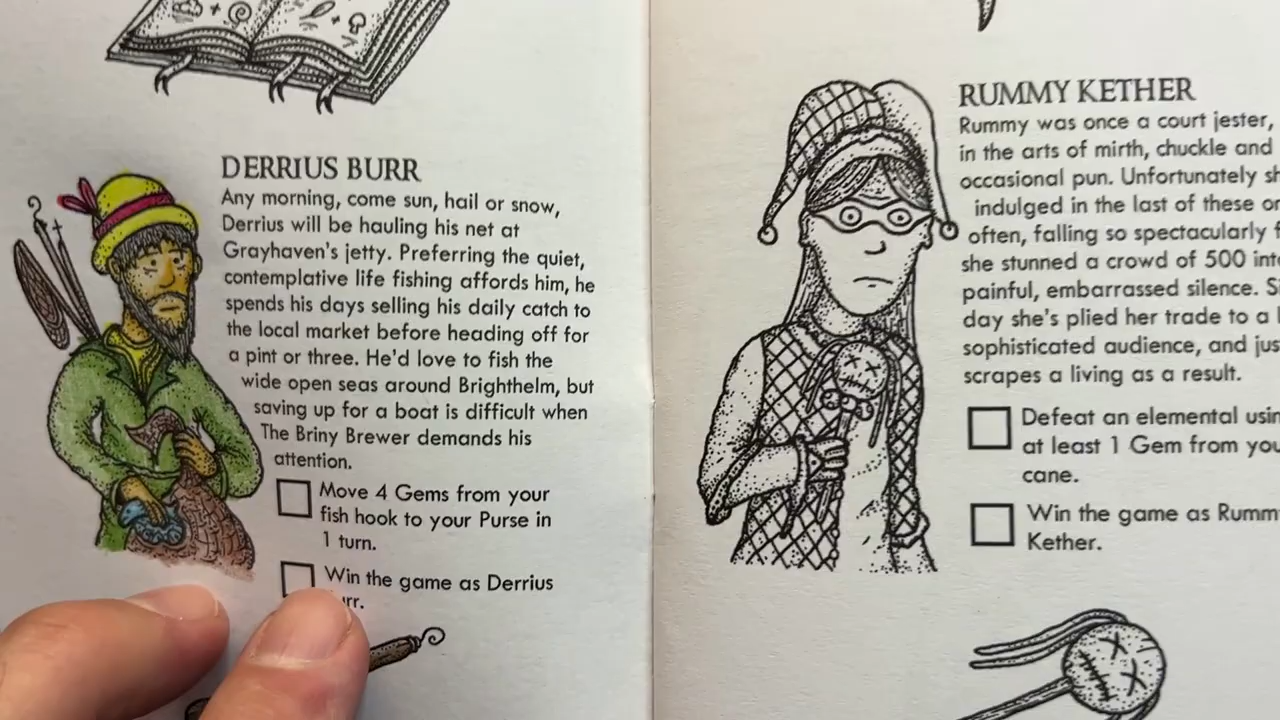 DERRIUS BURR
Any morning, come sun, hail or snow,
Derrius will be hauling his net at
Grayhaven's jetty. Preferring the quiet,
contemplative life fishing affords him, he
spends his days selling his daily catch to
the local market before heading off for
a pint or three. He'd love to fish the
wide open seas around Brighthelm, but
saving up for a boat is difficult when
The Briny Brewer demands his
attention.
Move 4 Gems from your
fish hook to your Purse in
1 turn.
Win the game as Derrius
RUMMY KETHER
Rummy was once a court jester,
in the arts of mirth, chuckle and
occasional pun. Unfortunately
indulged in the last of these
often, falling so spectacularly
she stunned a crowd of 500
painful, embarrassed silence.
day she's plied her trade to a
sophisticated audience, and
scrapes a living as a result.
Defeat an elemental
at least 1 Gem from
cane.
Win the game as
Kether.